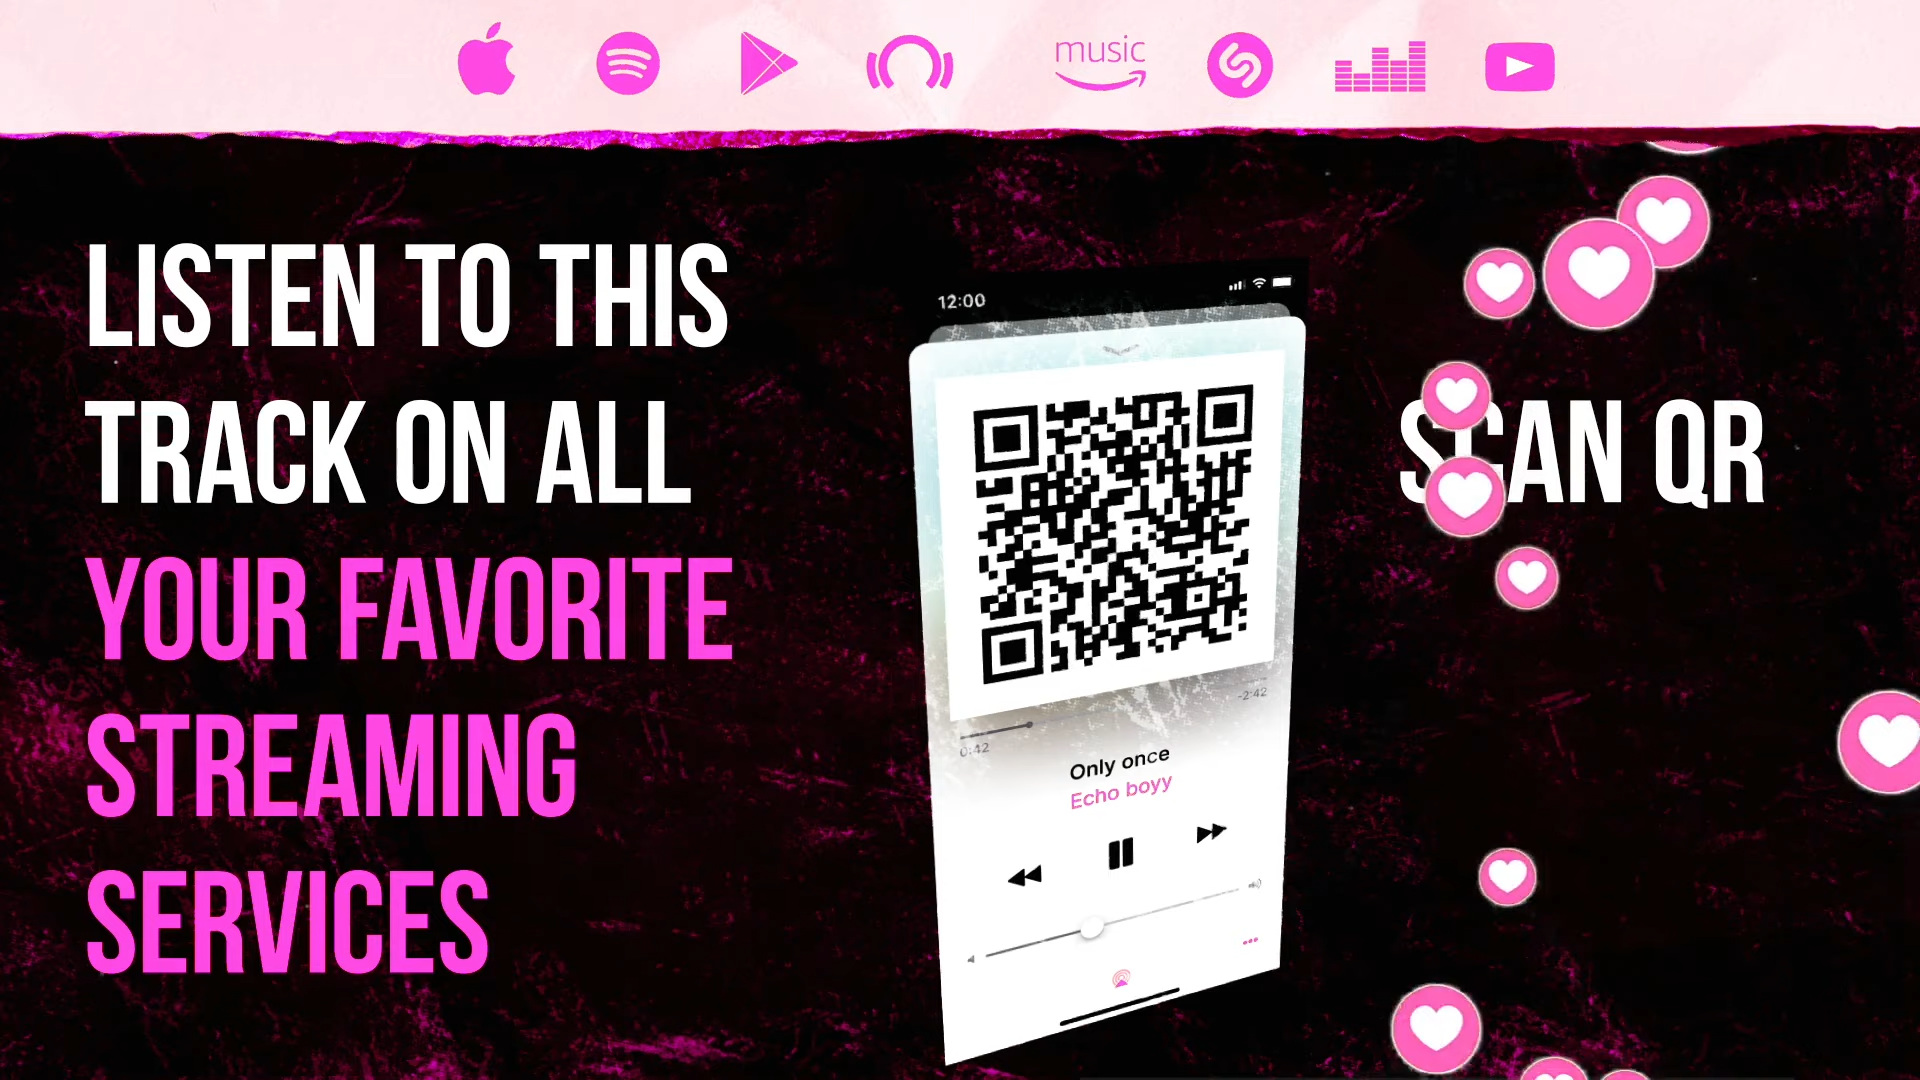 music
LISTEN TO THIS
TRACK ON ALL
YOUR FAVORITE
STREAMING
SERVICES
12:00
-2:42
0:42
Only once
Echo boyy
SCAN QR